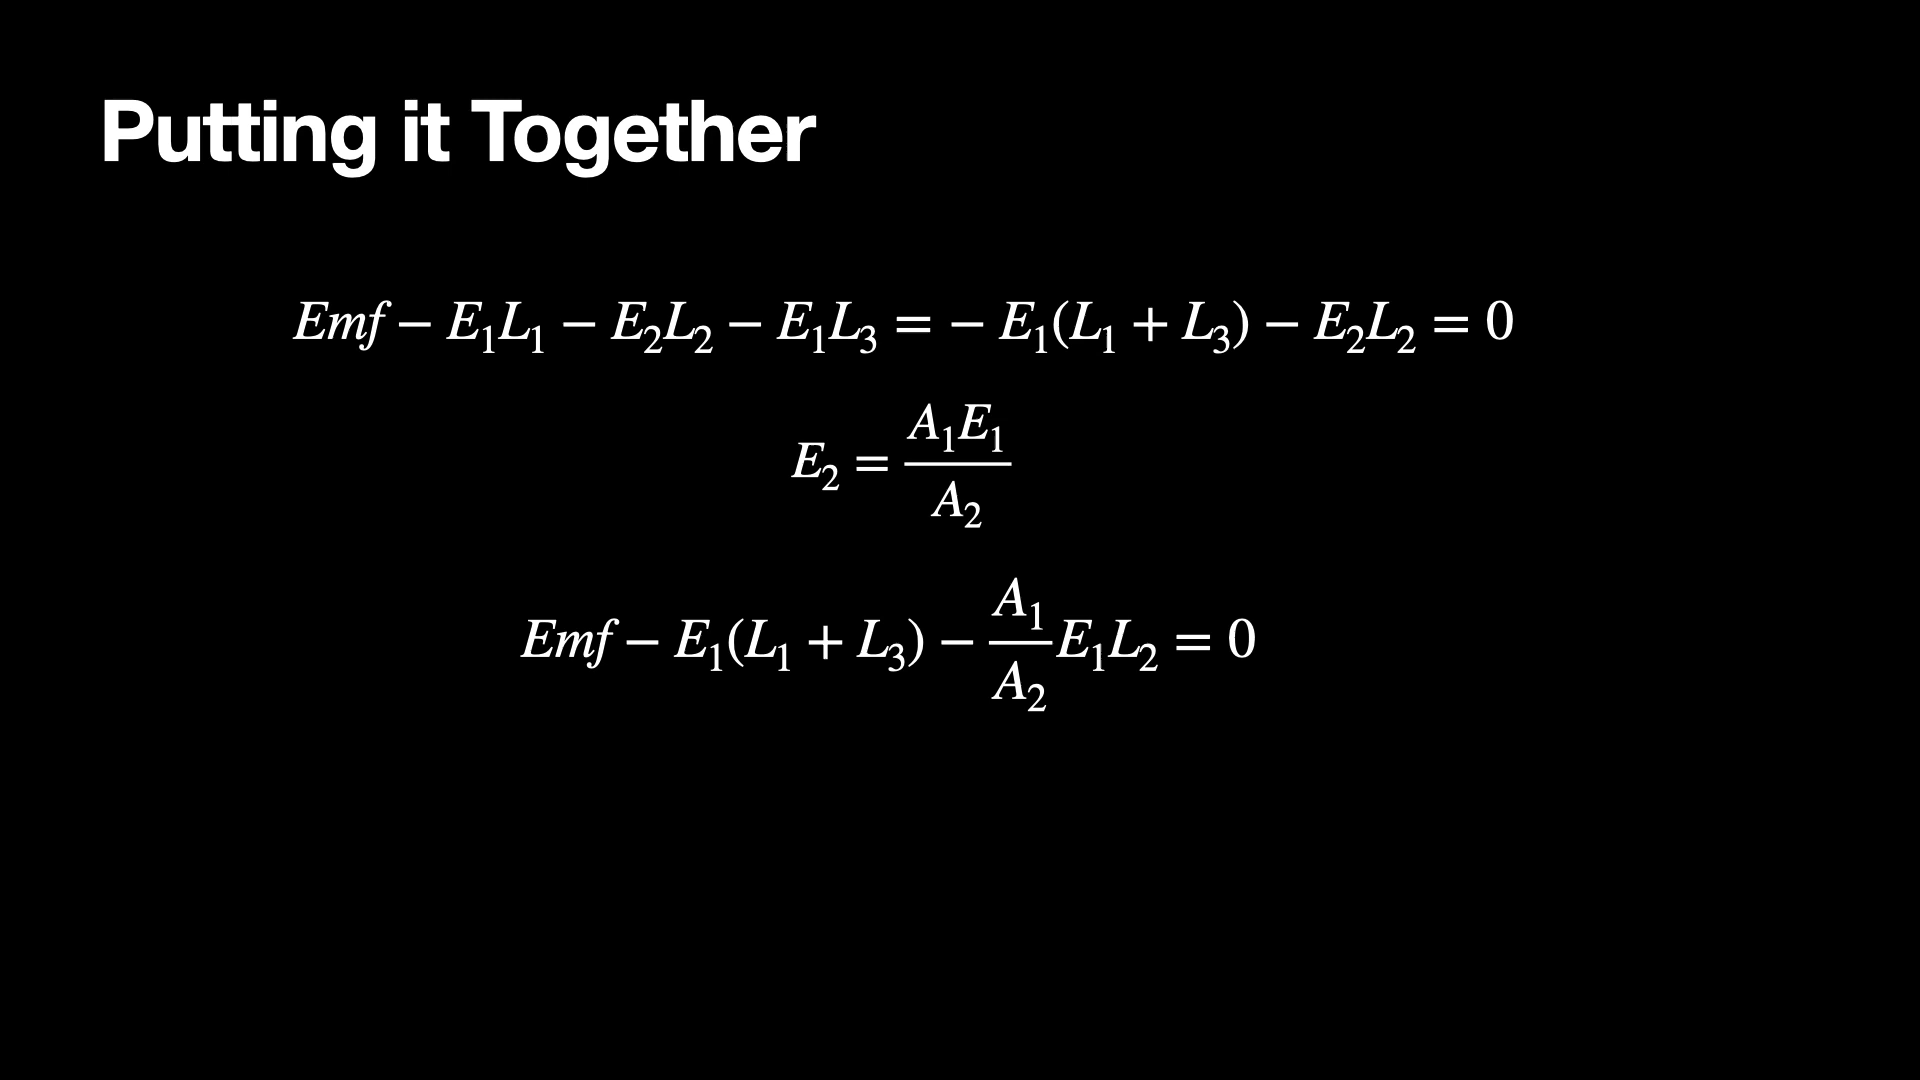 Putting it Together
Emf − E₁L₁ − E₂L₂ − E₁L₃ = − E₁(L₁ + L₃) − E₂L₂ = 0
E₂ = A₁E₁ / A₂
Emf − E₁(L₁ + L₃) − A₁ / A₂ E₁L₂ = 0